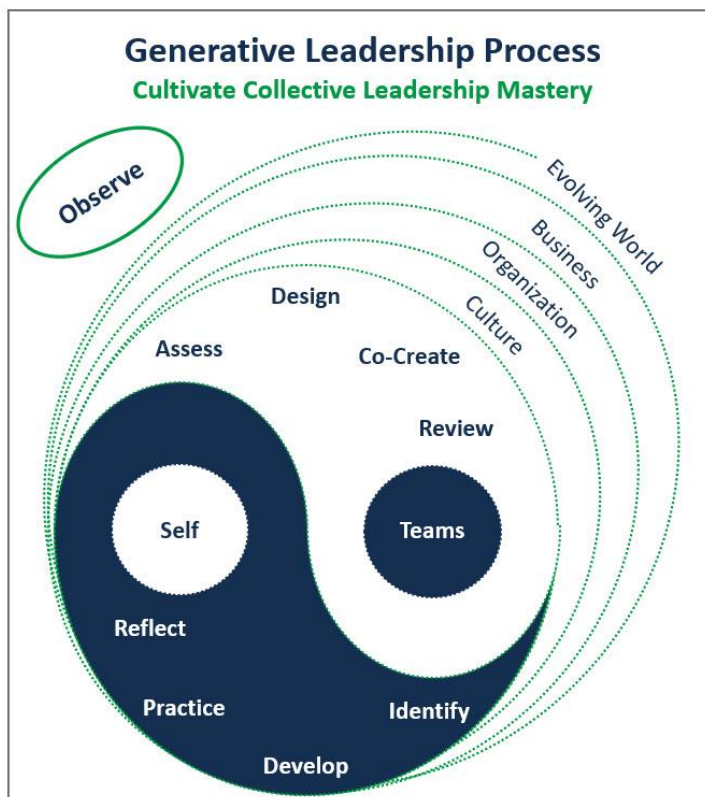 Generative Leadership Process
Cultivate Collective Leadership Mastery
Observe
Evolving World
Business
Organization
Culture
Design
Assess
Co-Create
Review
Self
Teams
Reflect
Practice
Identify
Develop